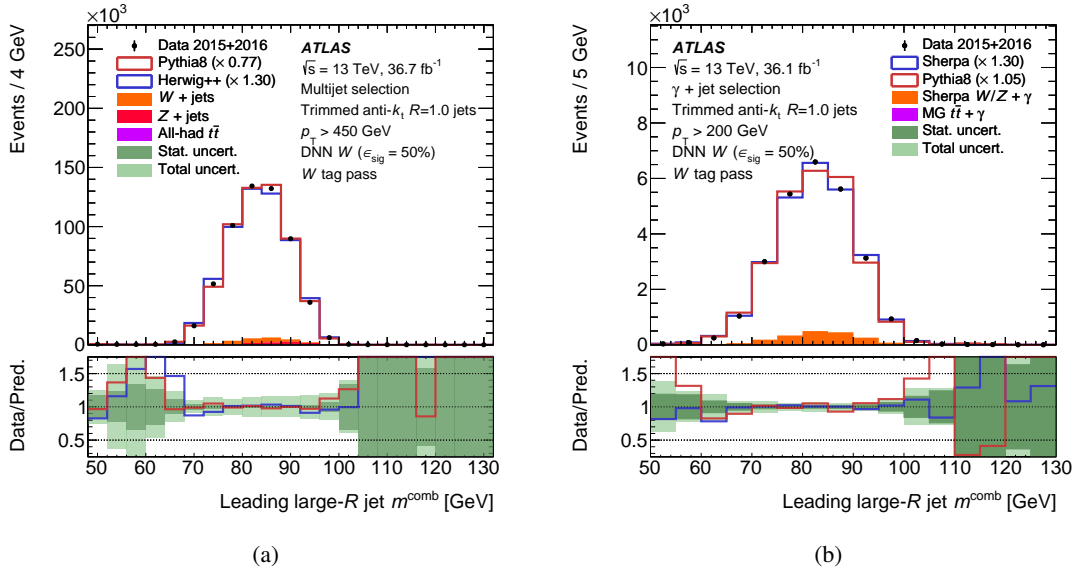 ×10³
Events / 4 GeV
250
200
150
100
50
0
Data 2015+2016
Pythia8 (× 0.77)
Herwig++ (× 1.30)
W + jets
Z + jets
All-had tt̄
Stat. uncert.
Total uncert.
ATLAS
√s = 13 TeV, 36.7 fb⁻¹
Multijet selection
Trimmed anti-kₜ R=1.0 jets
p_T > 450 GeV
DNN W (ϵ_sig = 50%)
W tag pass
Data/Pred.
1.5
1
0.5
50 60 70 80 90 100 110 120 130
Leading large-R jet m^comb [GeV]
(a)
×10³
Events / 5 GeV
10
8
6
4
2
0
ATLAS
√s = 13 TeV, 36.1 fb⁻¹
γ + jet selection
Trimmed anti-kₜ R=1.0 jets
p_T > 200 GeV
DNN W (ϵ_sig = 50%)
W tag pass
Data 2015+2016
Sherpa (× 1.30)
Pythia8 (× 1.05)
Sherpa W/Z + γ
MG tt̄ + γ
Stat. uncert.
Total uncert.
Data/Pred.
1.5
1
0.5
50 60 70 80 90 100 110 120 130
Leading large-R jet m^comb [GeV]
(b)